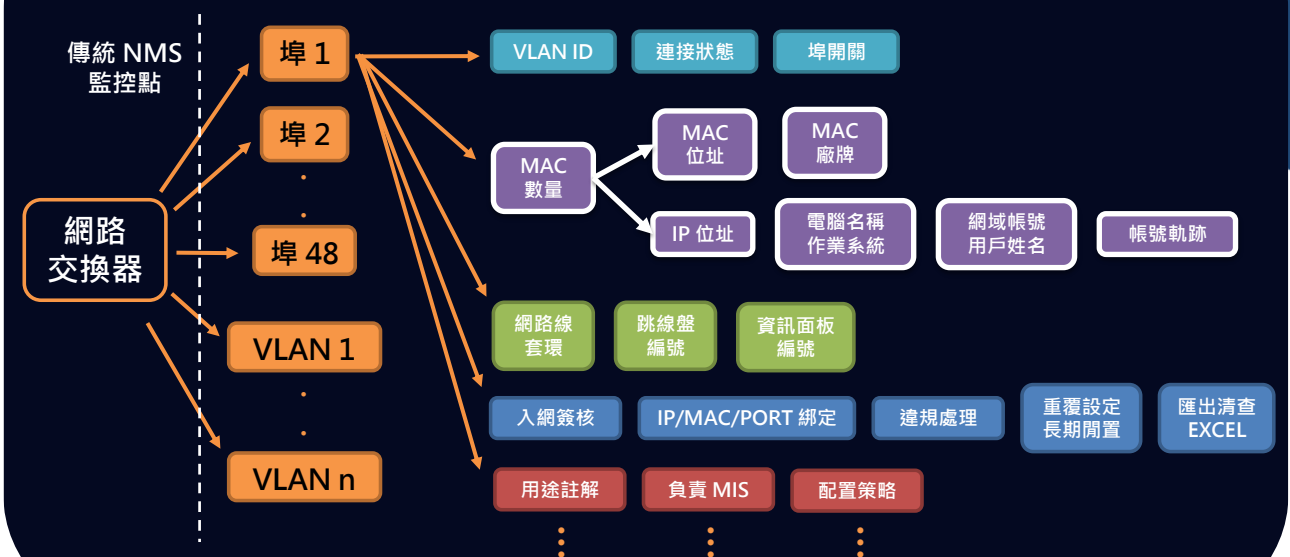 傳統 NMS
監控點
網路
交換器
埠 1
埠 2
埠 48
VLAN 1
VLAN n
VLAN ID
連接狀態
埠開關
MAC
數量
MAC
位址
MAC
廠牌
IP 位址
電腦名稱
作業系統
網域帳號
用戶姓名
帳號軌跡
網路線
套環
跳線盤
編號
資訊面板
編號
入網簽核
IP/MAC/PORT 綁定
違規處理
重覆設定
長期閒置
匯出清查
EXCEL
用途註解
負責 MIS
配置策略